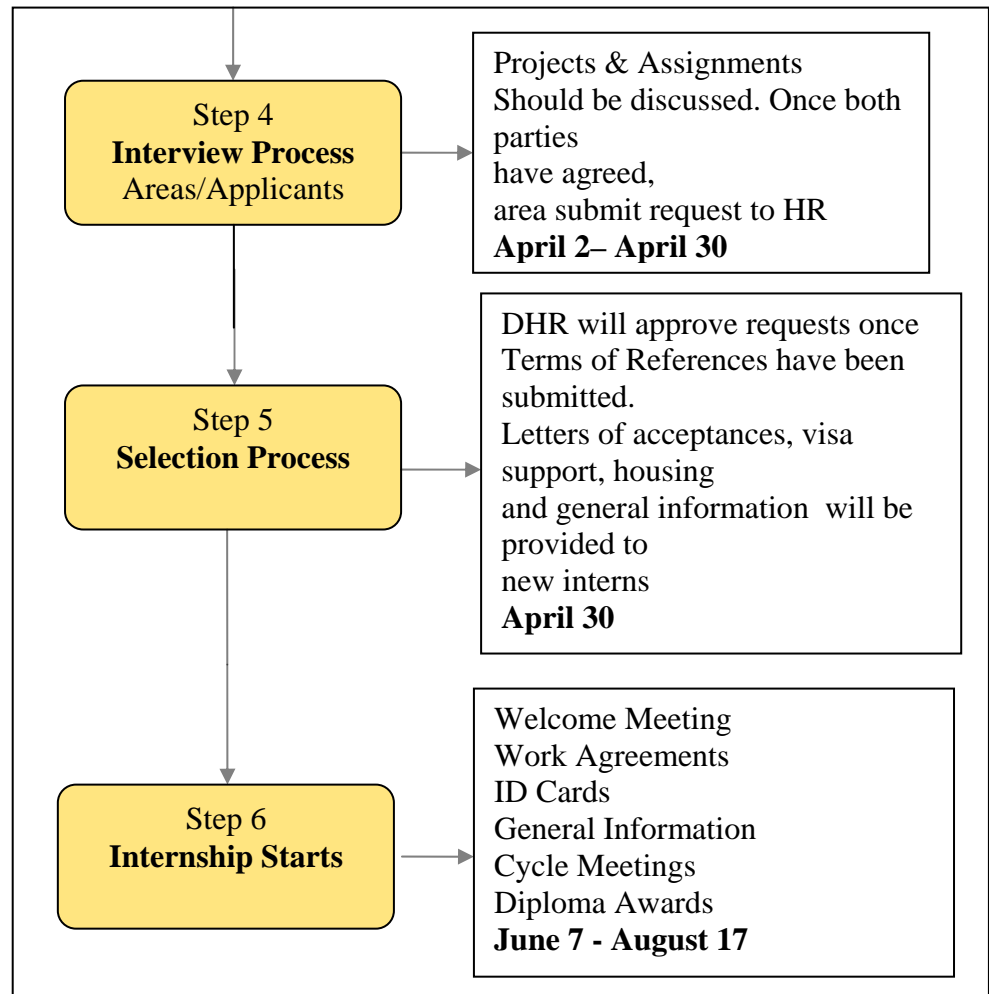 Step 4
Interview Process
Areas/Applicants
Projects & Assignments
Should be discussed. Once both
parties
have agreed,
area submit request to HR
April 2– April 30
Step 5
Selection Process
DHR will approve requests once
Terms of References have been
submitted.
Letters of acceptances, visa
support, housing
and general information  will be
provided to
new interns
April 30
Step 6
Internship Starts
Welcome Meeting
Work Agreements
ID Cards
General Information
Cycle Meetings
Diploma Awards
June 7 - August 17